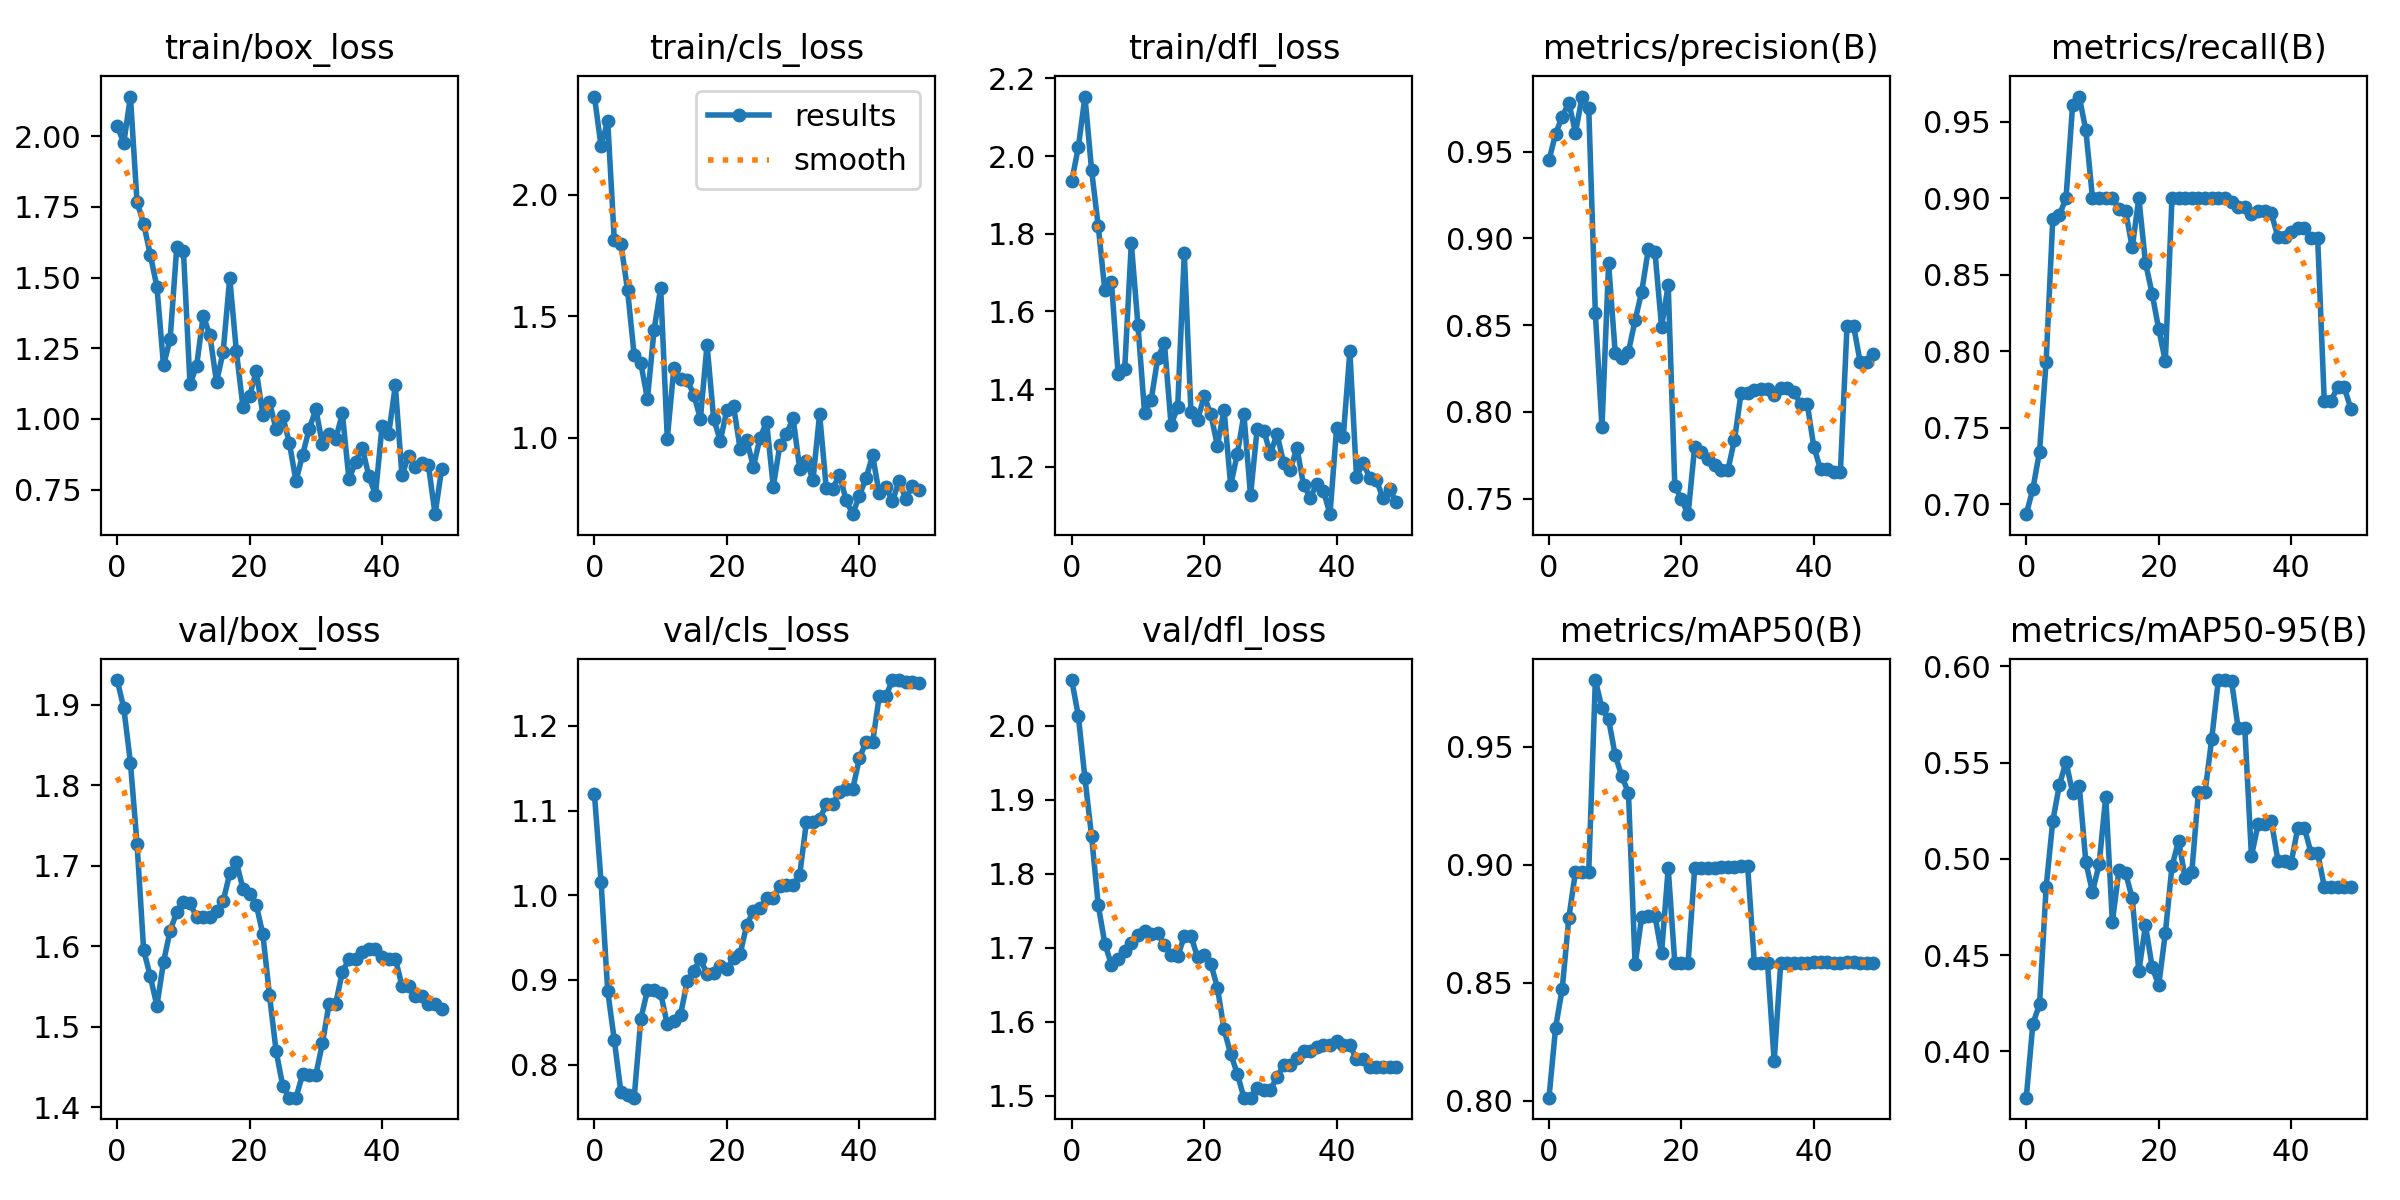 train/box_loss
2.00
1.75
1.50
1.25
1.00
0.75
0 20 40
train/cls_loss
results
smooth
2.0
1.5
1.0
0 20 40
train/dfl_loss
2.2
2.0
1.8
1.6
1.4
1.2
0 20 40
metrics/precision(B)
0.95
0.90
0.85
0.80
0.75
0 20 40
metrics/recall(B)
0.95
0.90
0.85
0.80
0.75
0.70
0 20 40
val/box_loss
1.9
1.8
1.7
1.6
1.5
1.4
0 20 40
val/cls_loss
1.2
1.1
1.0
0.9
0.8
0 20 40
val/dfl_loss
2.0
1.9
1.8
1.7
1.6
1.5
0 20 40
metrics/mAP50(B)
0.95
0.90
0.85
0.80
0 20 40
metrics/mAP50-95(B)
0.60
0.55
0.50
0.45
0.40
0 20 40